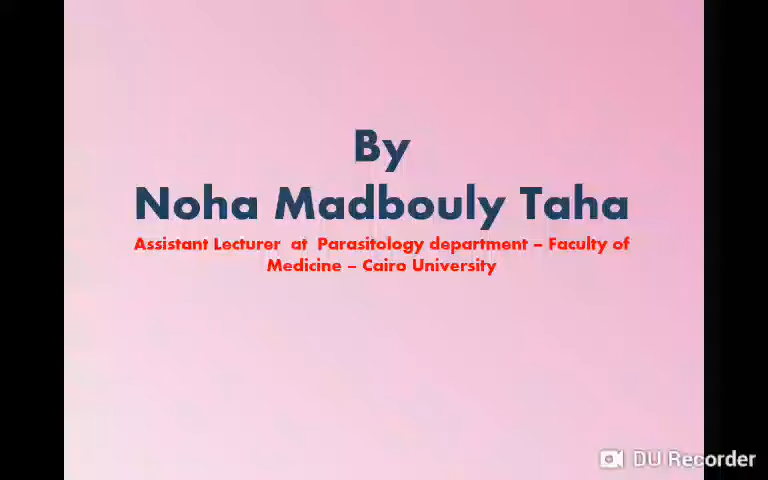 By
Noha Madbouly Taha
Assistant Lecturer at Parasitology department – Faculty of
Medicine – Cairo University
DU Recorder